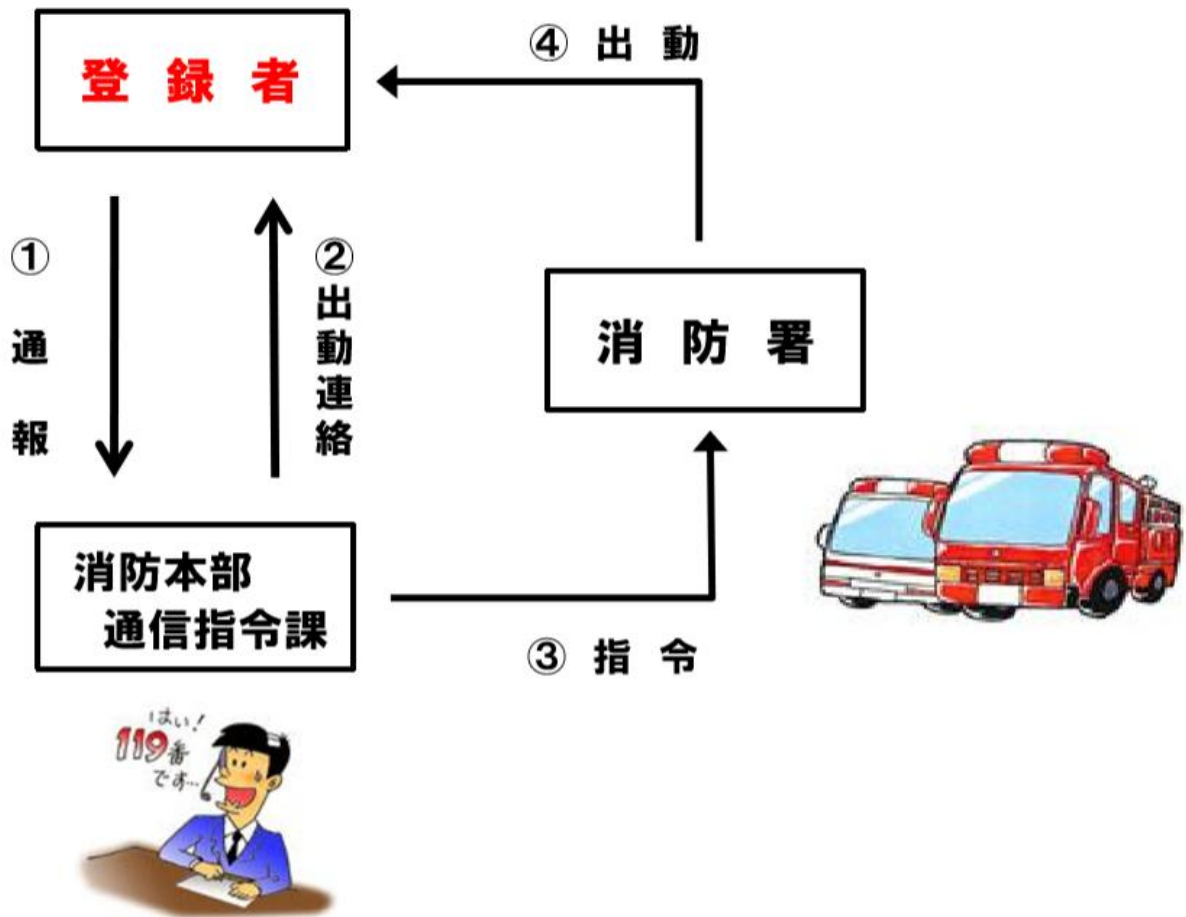 ④ 出 動
登 録 者
① 通 報
② 出動連絡
消 防 署
消防本部
通信指令課
③ 指 令
はい!
119番
です…